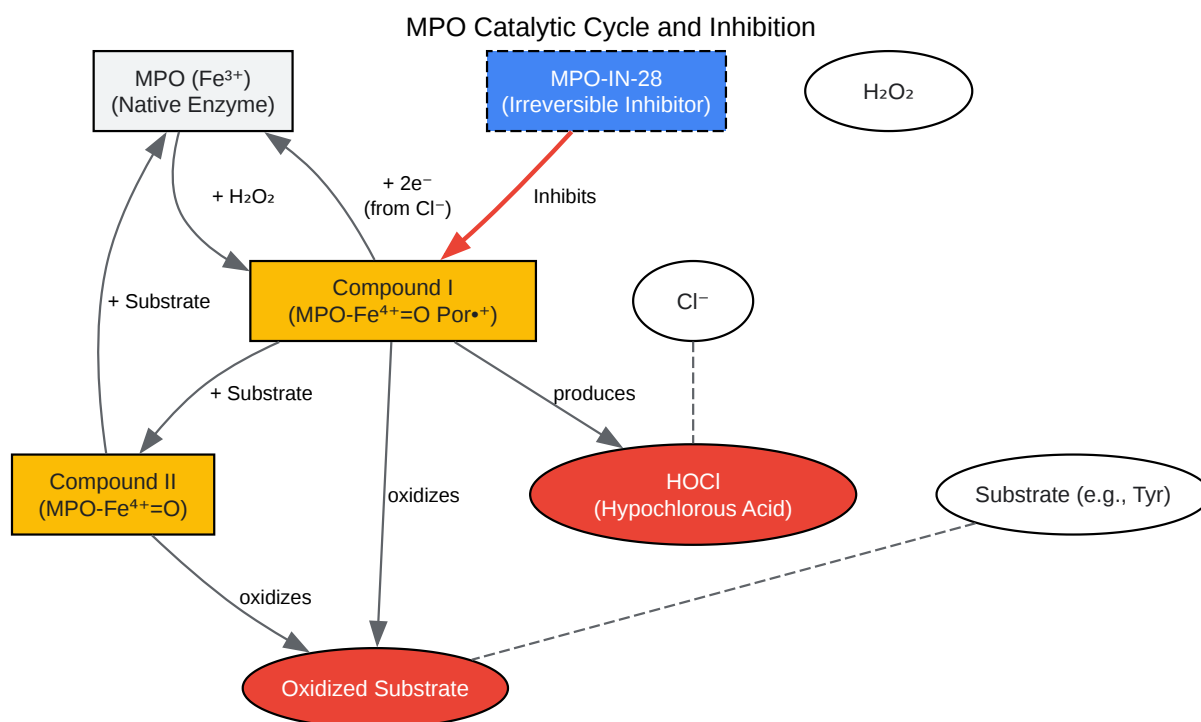 MPO Catalytic Cycle and Inhibition
MPO (Fe³⁺)
(Native Enzyme)
MPO-IN-28
(Irreversible Inhibitor)
H₂O₂
+ H₂O₂
+ 2e⁻
(from Cl⁻)
Inhibits
+ Substrate
Compound I
(MPO-Fe⁴⁺=O Por•⁺)
Cl⁻
+ Substrate
produces
Compound II
(MPO-Fe⁴⁺=O)
oxidizes
HOCl
(Hypochlorous Acid)
Substrate (e.g., Tyr)
oxidizes
Oxidized Substrate